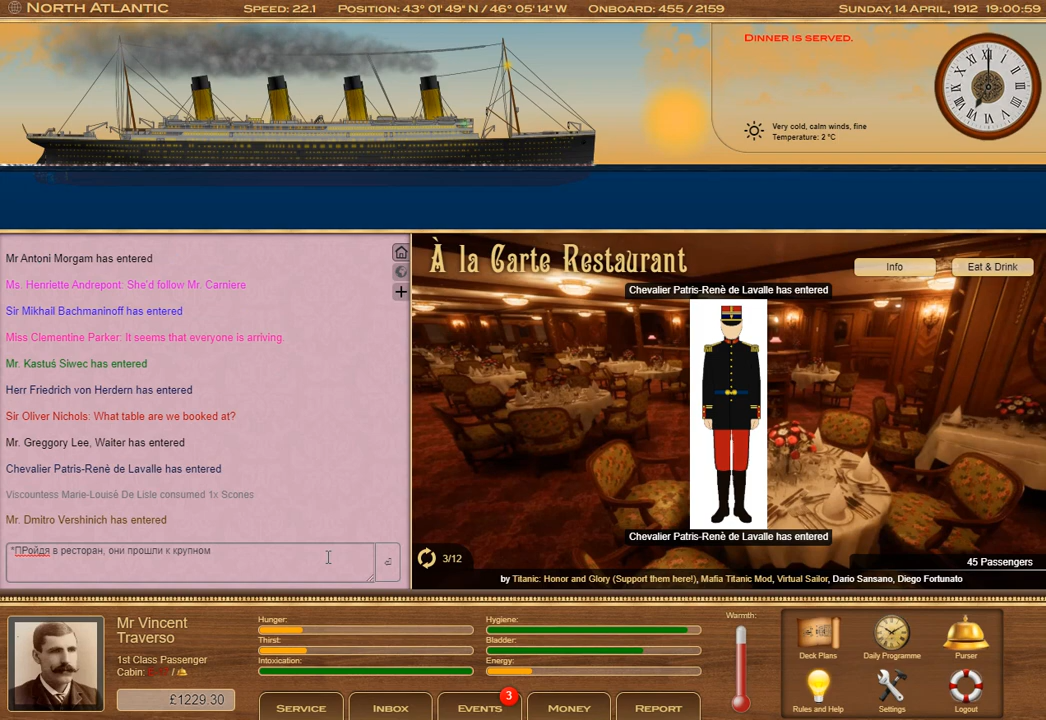 NORTH ATLANTIC
SPEED: 22.1
POSITION: 43° 01' 49" N / 46° 05' 14" W
ONBOARD: 455 / 2159
SUNDAY, 14 APRIL, 1912 19:00:59
DINNER IS SERVED.
Very cold, calm winds, fine
Temperature: 2 °C
Mr Antoni Morgam has entered
Ms. Henriette Andrepont: She'd follow Mr. Carniere
Sir Mikhail Bachmaninoff has entered
Miss Clementine Parker: It seems that everyone is arriving.
Mr. Kastuś Siwec has entered
Herr Friedrich von Herdern has entered
Sir Oliver Nichols: What table are we booked at?
Mr. Greggory Lee, Waiter has entered
Chevalier Patris-Renè de Lavalle has entered
Viscountess Marie-Louisè De Lisle consumed 1x Scones
Mr. Dmitro Vershinich has entered
*ПРойдя в ресторан, они прошли к крупном
À la Carte Restaurant
Info
Eat & Drink
Chevalier Patris-Renè de Lavalle has entered
Chevalier Patris-Renè de Lavalle has entered
3/12
45 Passengers
by Titanic: Honor and Glory (Support them here!), Mafia Titanic Mod, Virtual Sailor, Dario Sansano, Diego Fortunato
Mr Vincent
Traverso
1st Class Passenger
Cabin:
£1229.30
Hunger:
Thirst:
Intoxication:
Hygiene:
Bladder:
Energy:
Warmth:
SERVICE
INBOX
EVENTS
3
MONEY
REPORT
Deck Plans
Daily Programme
Purser
Rules and Help
Settings
Logout